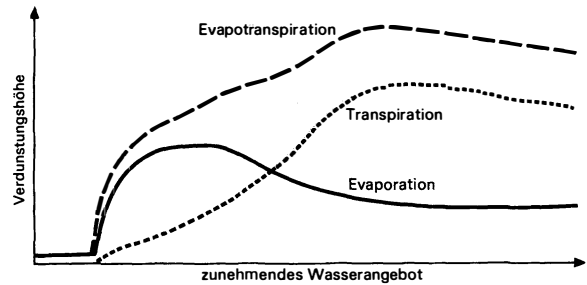 Evapotranspiration
Transpiration
Evaporation
Verdunstungshöhe
zunehmendes Wasserangebot